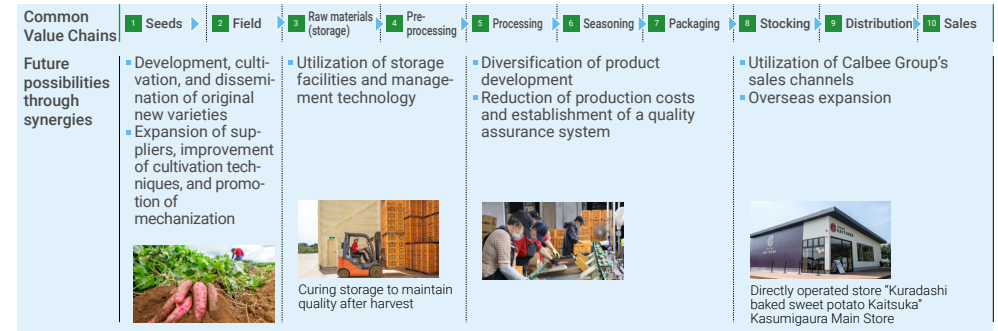 Common
Value Chains
1 Seeds
2 Field
3 Raw materials
(storage)
4 Pre-
processing
5 Processing
6 Seasoning
7 Packaging
8 Stocking
9 Distribution
10 Sales
Future
possibilities
through
synergies
Development, culti-
vation, and dissemi-
nation of original
new varieties
Expansion of sup-
pliers, improvement
of cultivation tech-
niques, and promo-
tion of
mechanization
Utilization of storage
facilities and manage-
ment technology
Curing storage to maintain
quality after harvest
Diversification of product
development
Reduction of production costs
and establishment of a quality
assurance system
Utilization of Calbee Group’s
sales channels
Overseas expansion
Directly operated store “Kuradashi
baked sweet potato Kaitsuka”
Kasumigaura Main Store